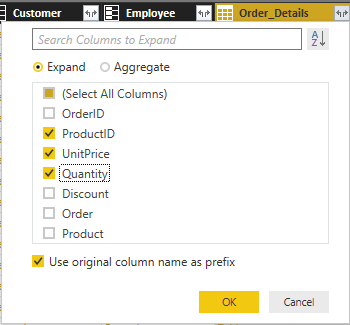 Customer Employee Order_Details
Search Columns to Expand
A
Z
Expand Aggregate
(Select All Columns)
OrderID
ProductID
UnitPrice
Quantity
Discount
Order
Product
Use original column name as prefix
OK Cancel